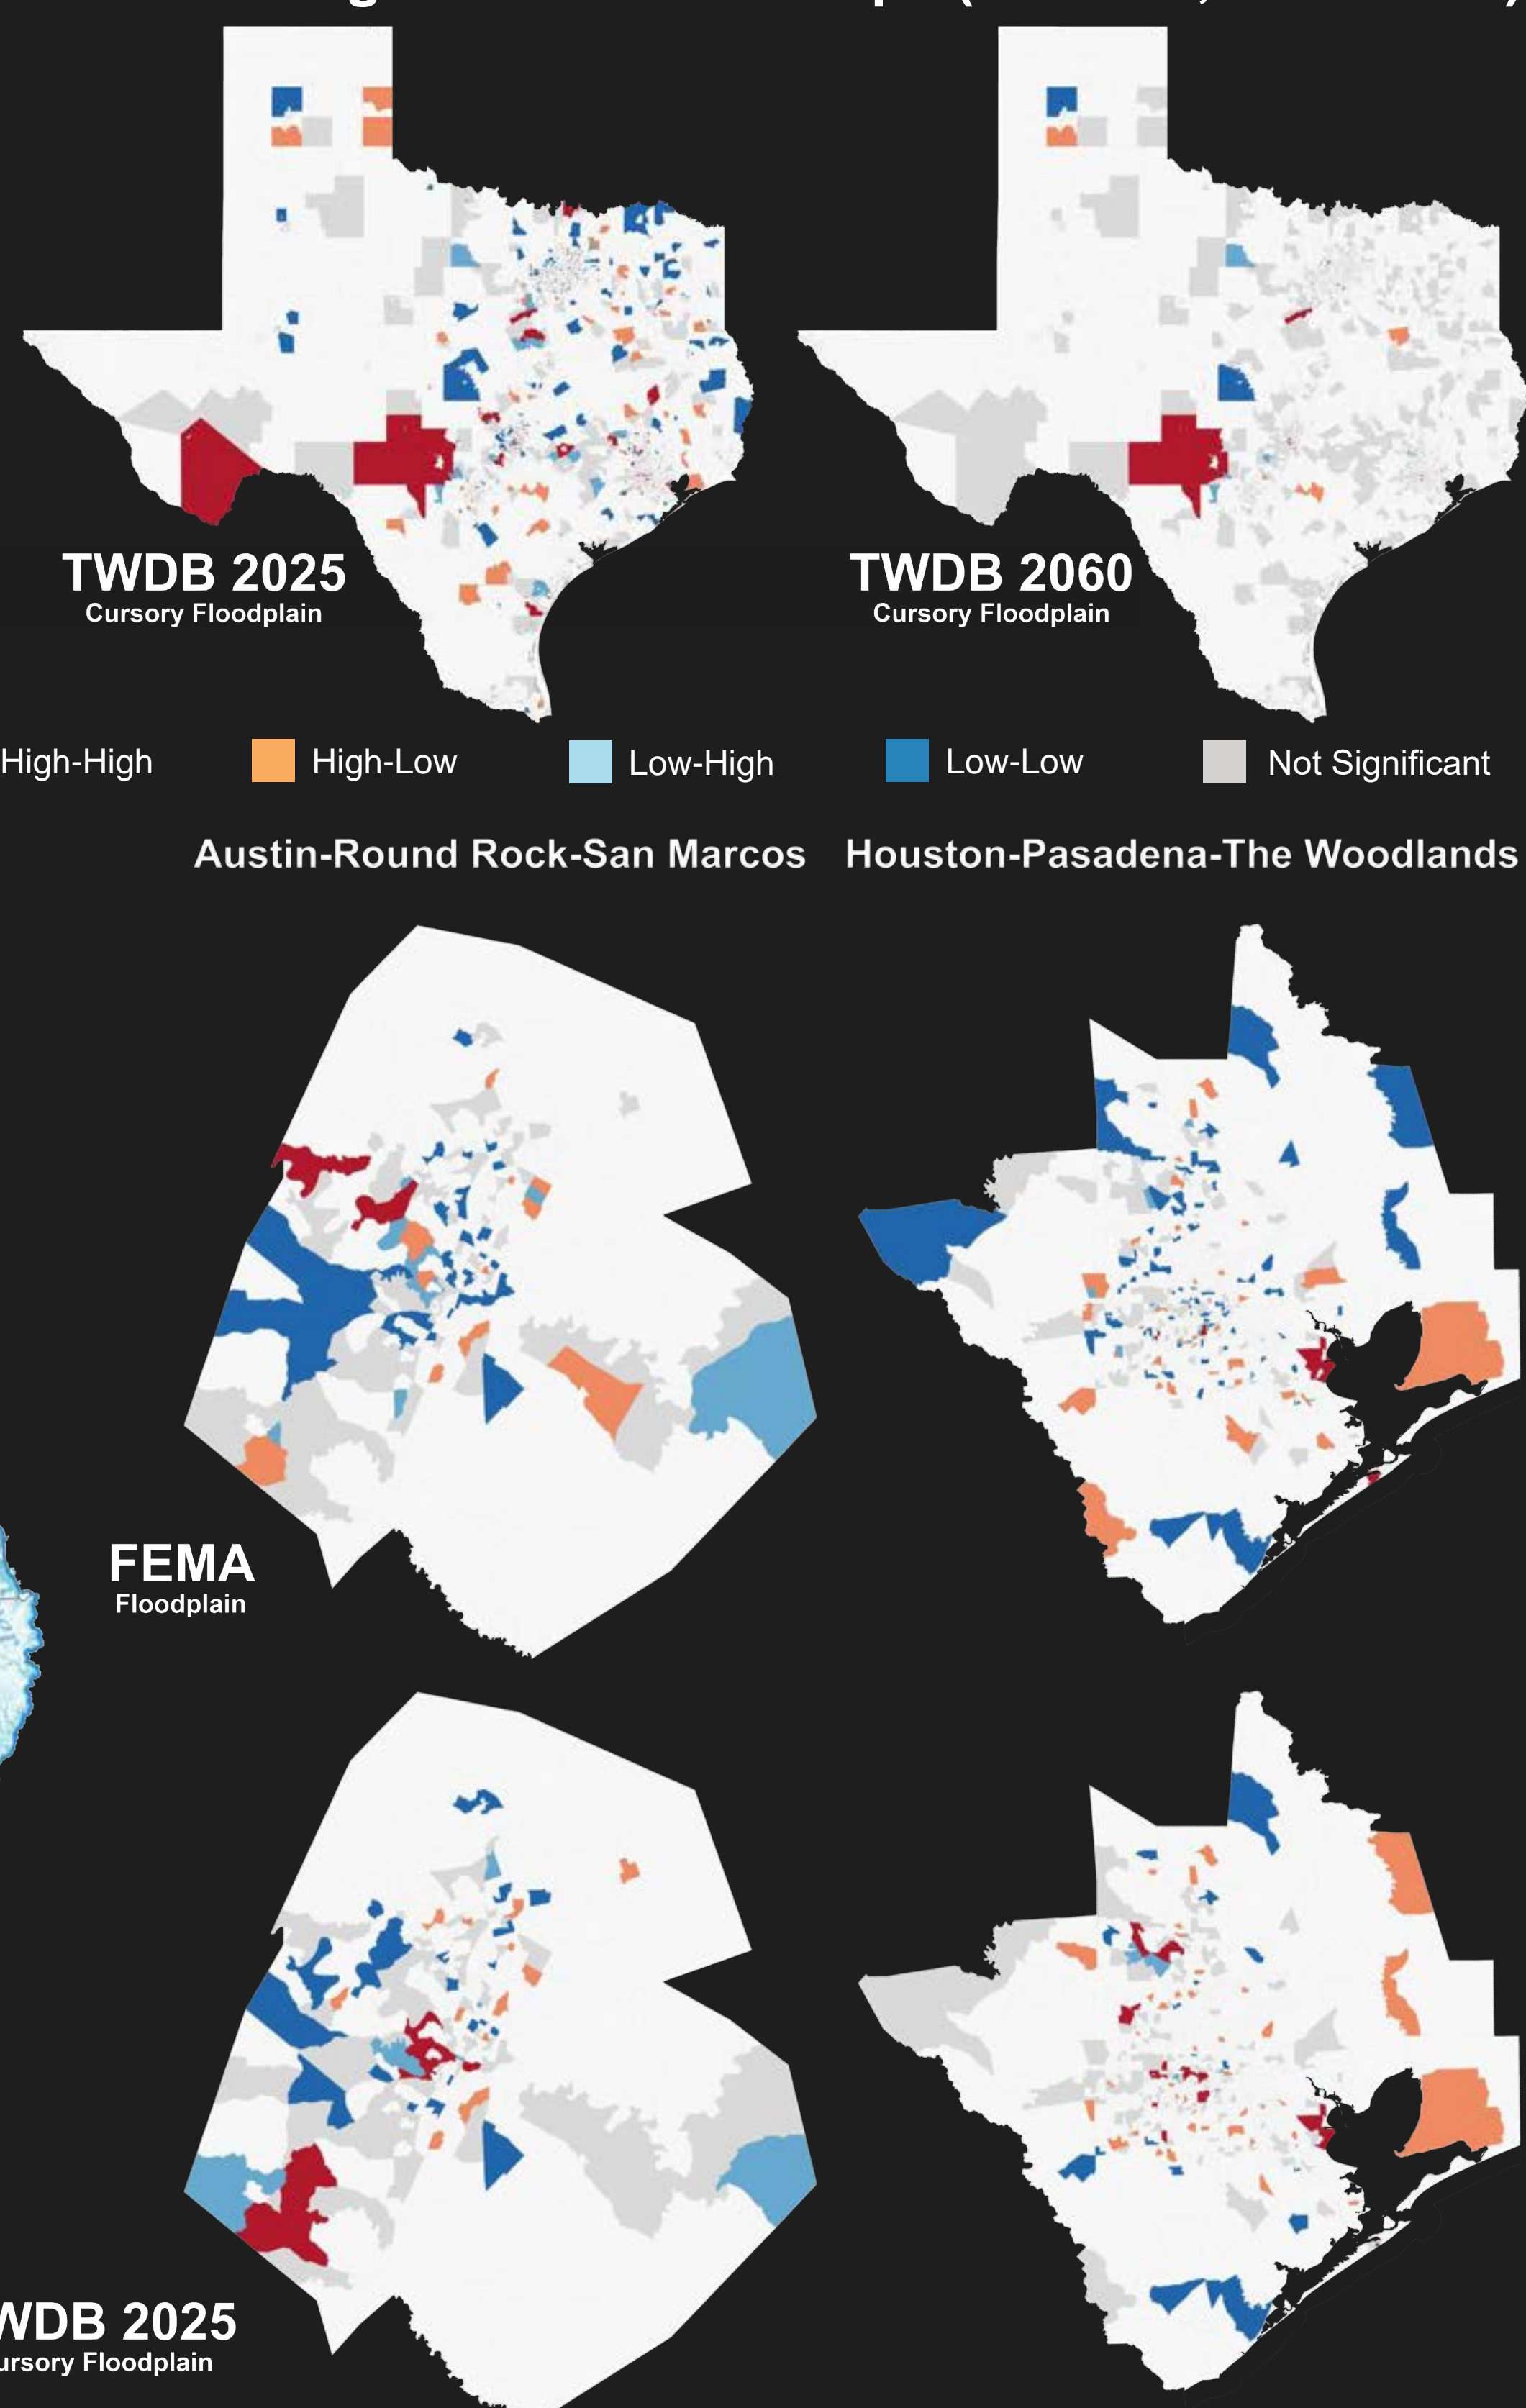 TWDB 2025
Cursory Floodplain
TWDB 2060
Cursory Floodplain
High-High
High-Low
Low-High
Low-Low
Not Significant
Austin-Round Rock-San Marcos
Houston-Pasadena-The Woodlands
FEMA
Floodplain
WDB 2025
ursory Floodplain